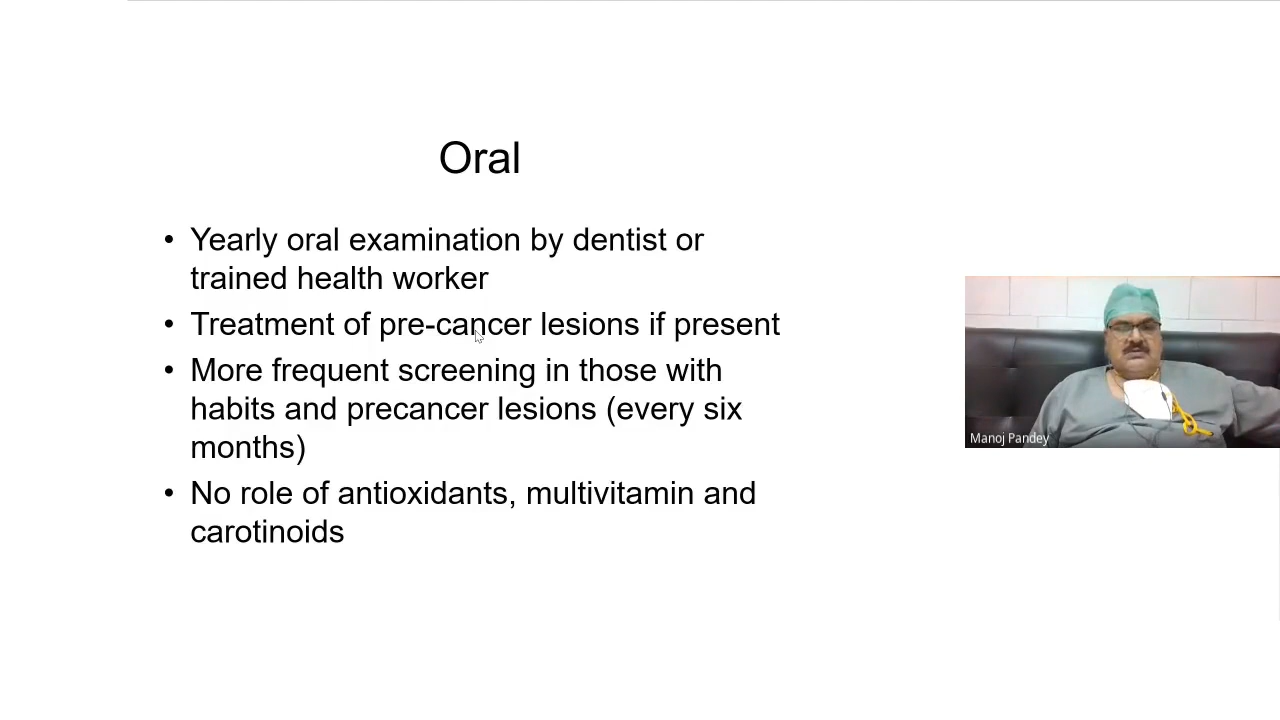 Oral
• Yearly oral examination by dentist or
trained health worker
• Treatment of pre-cancer lesions if present
• More frequent screening in those with
habits and precancer lesions (every six
months)
• No role of antioxidants, multivitamin and
carotinoids
Manoj Pandey